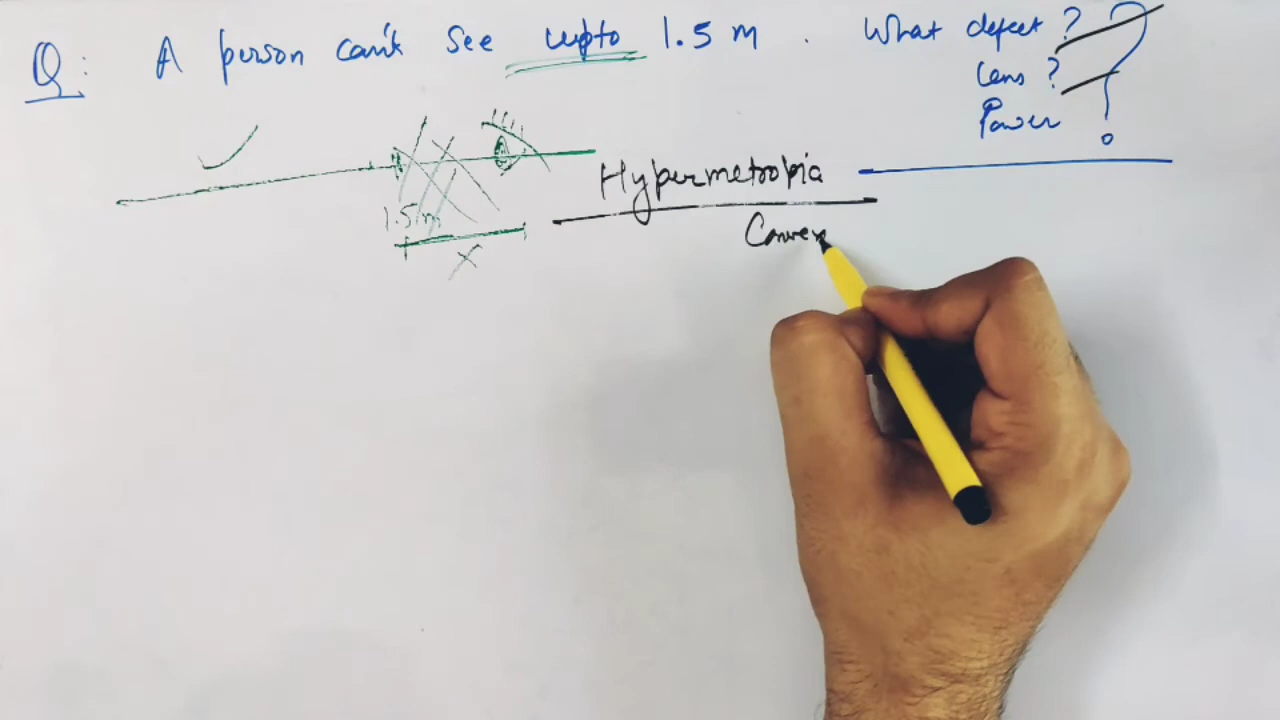 Q: A person can't see upto 1.5 m . What defect ?
Lens ?
Power
?
1.5m
X
Hypermetropia
Convex